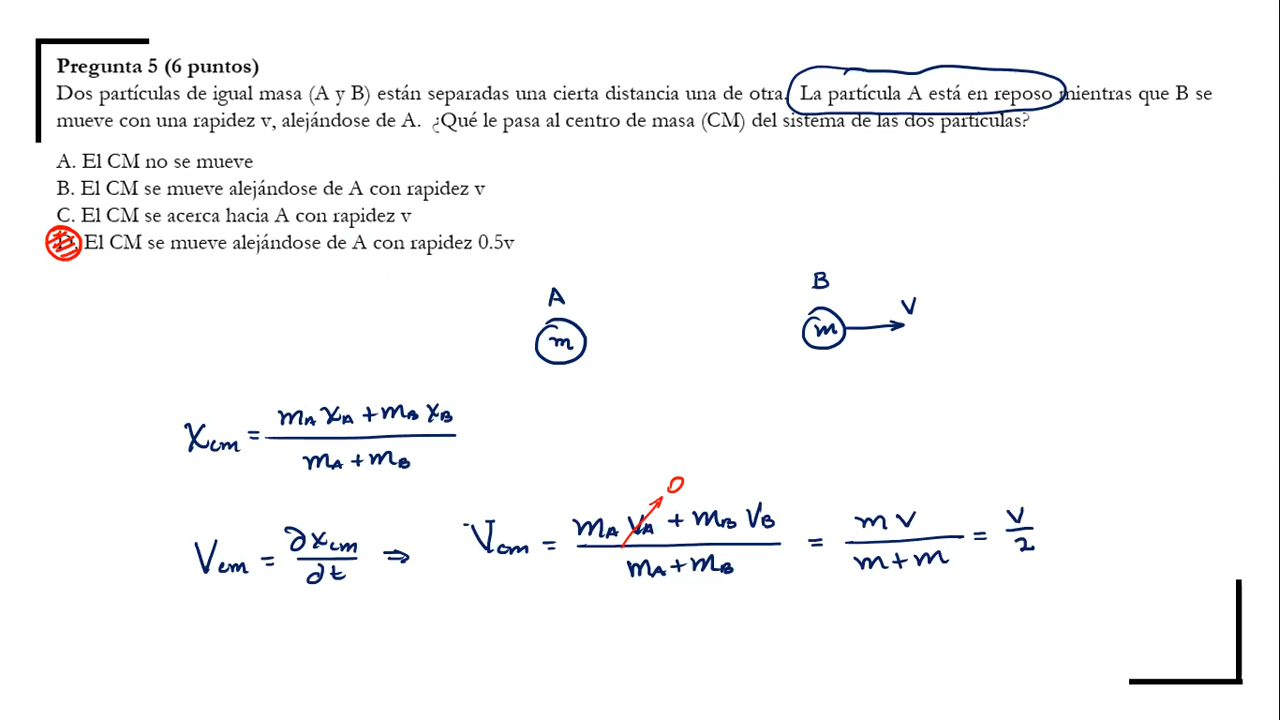 Pregunta 5 (6 puntos)
Dos partículas de igual masa (A y B) están separadas una cierta distancia una de otra. La partícula A está en reposo mientras que B se
mueve con una rapidez v, alejándose de A. ¿Qué le pasa al centro de masa (CM) del sistema de las dos partículas?
A. El CM no se mueve
B. El CM se mueve alejándose de A con rapidez v
C. El CM se acerca hacia A con rapidez v
D. El CM se mueve alejándose de A con rapidez 0.5v
A B
m m V
Xcm = (mA XA + mB XB) / (mA + mB)
Vcm = ∂Xcm / ∂t ⇒ Vcm = (mA VA + mB VB) / (mA + mB) = m V / (m + m) = V / 2
0